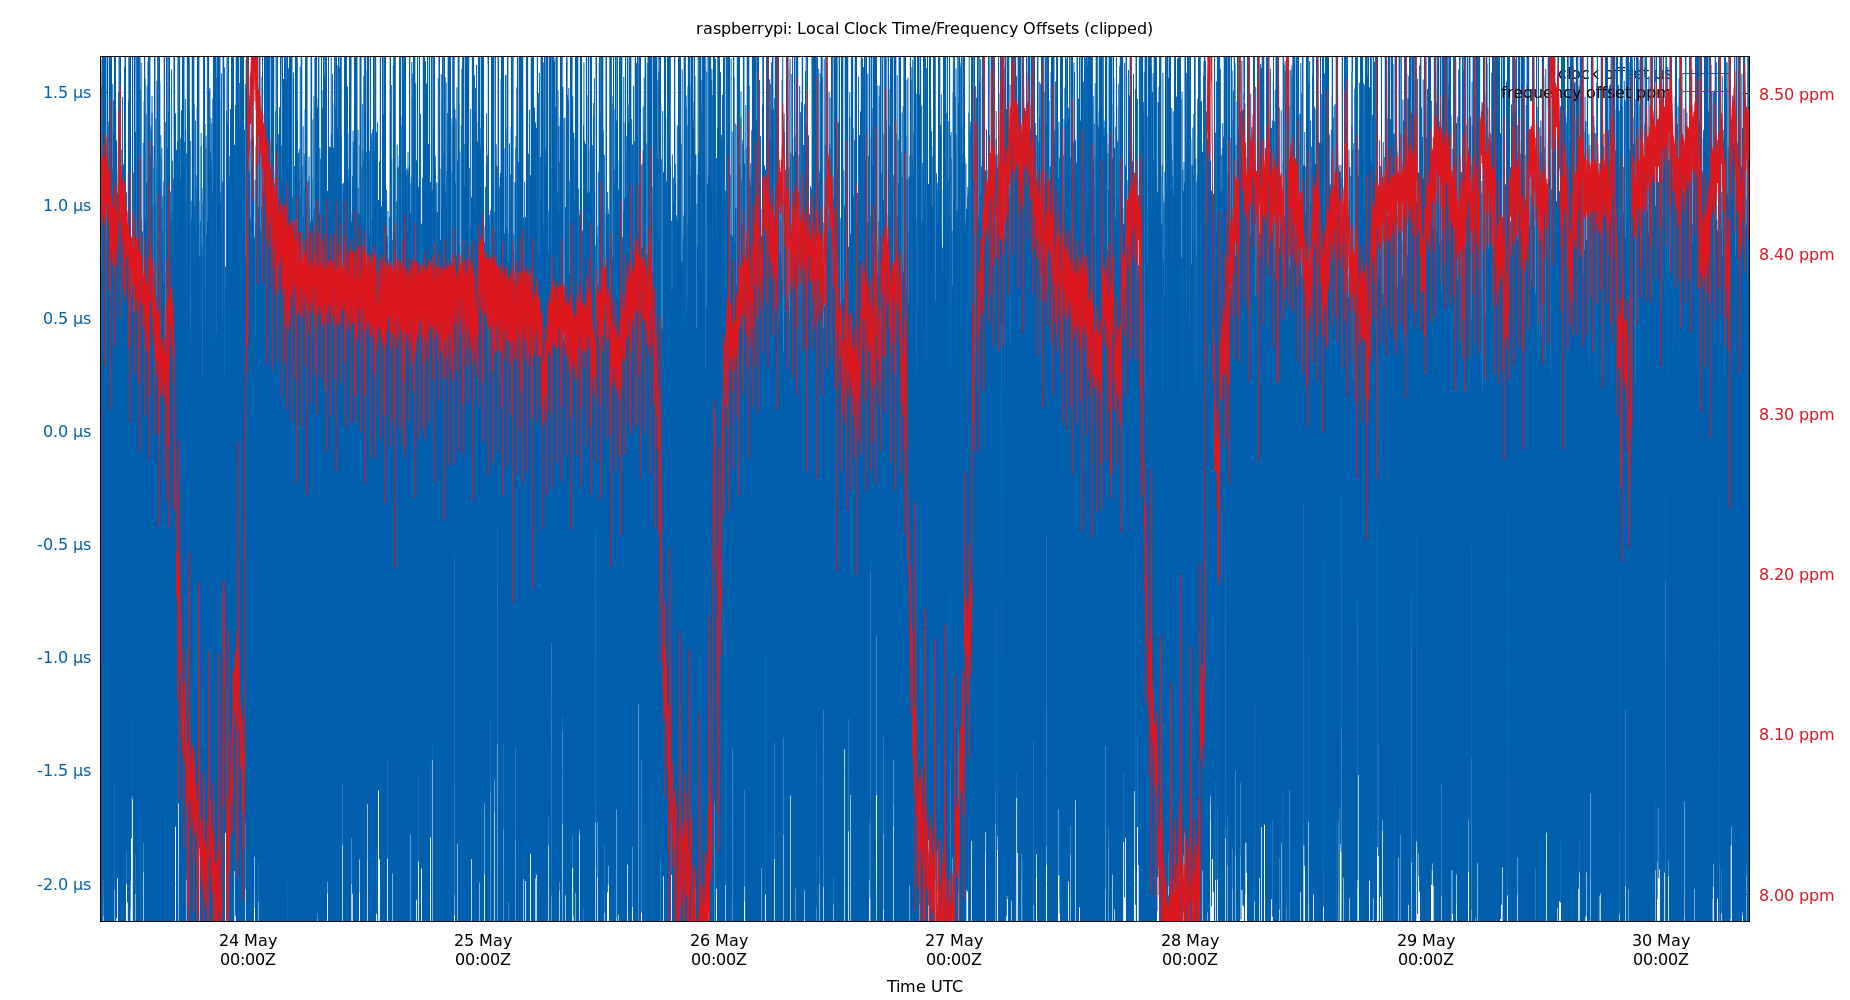 raspberrypi: Local Clock Time/Frequency Offsets (clipped)
clock offset µs
frequency offset ppm
1.5 µs
1.0 µs
0.5 µs
0.0 µs
-0.5 µs
-1.0 µs
-1.5 µs
-2.0 µs
8.50 ppm
8.40 ppm
8.30 ppm
8.20 ppm
8.10 ppm
8.00 ppm
24 May
00:00Z
25 May
00:00Z
26 May
00:00Z
27 May
00:00Z
28 May
00:00Z
29 May
00:00Z
30 May
00:00Z
Time UTC